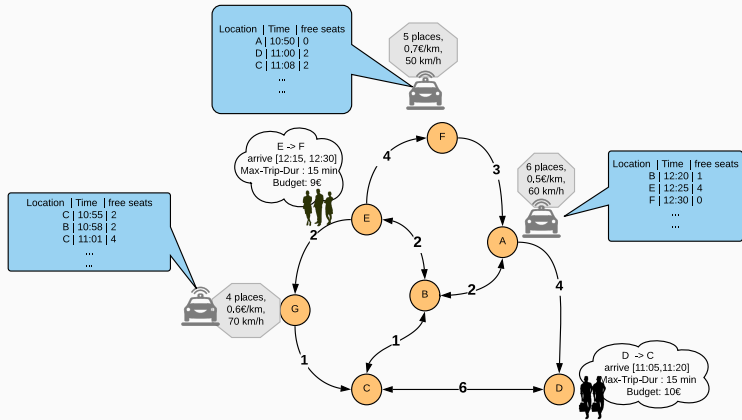 Location | Time | free seats
A | 10:50 | 0
D | 11:00 | 2
C | 11:08 | 2
...
...
5 places,
0,7€/km,
50 km/h
E -> F
arrive [12:15, 12:30]
Max-Trip-Dur : 15 min
Budget: 9€
F
4
3
6 places,
0,5€/km,
60 km/h
Location | Time | free seats
B | 12:20 | 1
E | 12:25 | 4
F | 12:30 | 0
...
...
Location | Time | free seats
C | 10:55 | 2
B | 10:58 | 2
C | 11:01 | 4
...
...
E
2
2
A
4 places,
0.6€/km,
70 km/h
G
B
2
4
1
1
C
6
D
D -> C
arrive [11:05,11:20]
Max-Trip-Dur : 15 min
Budget: 10€